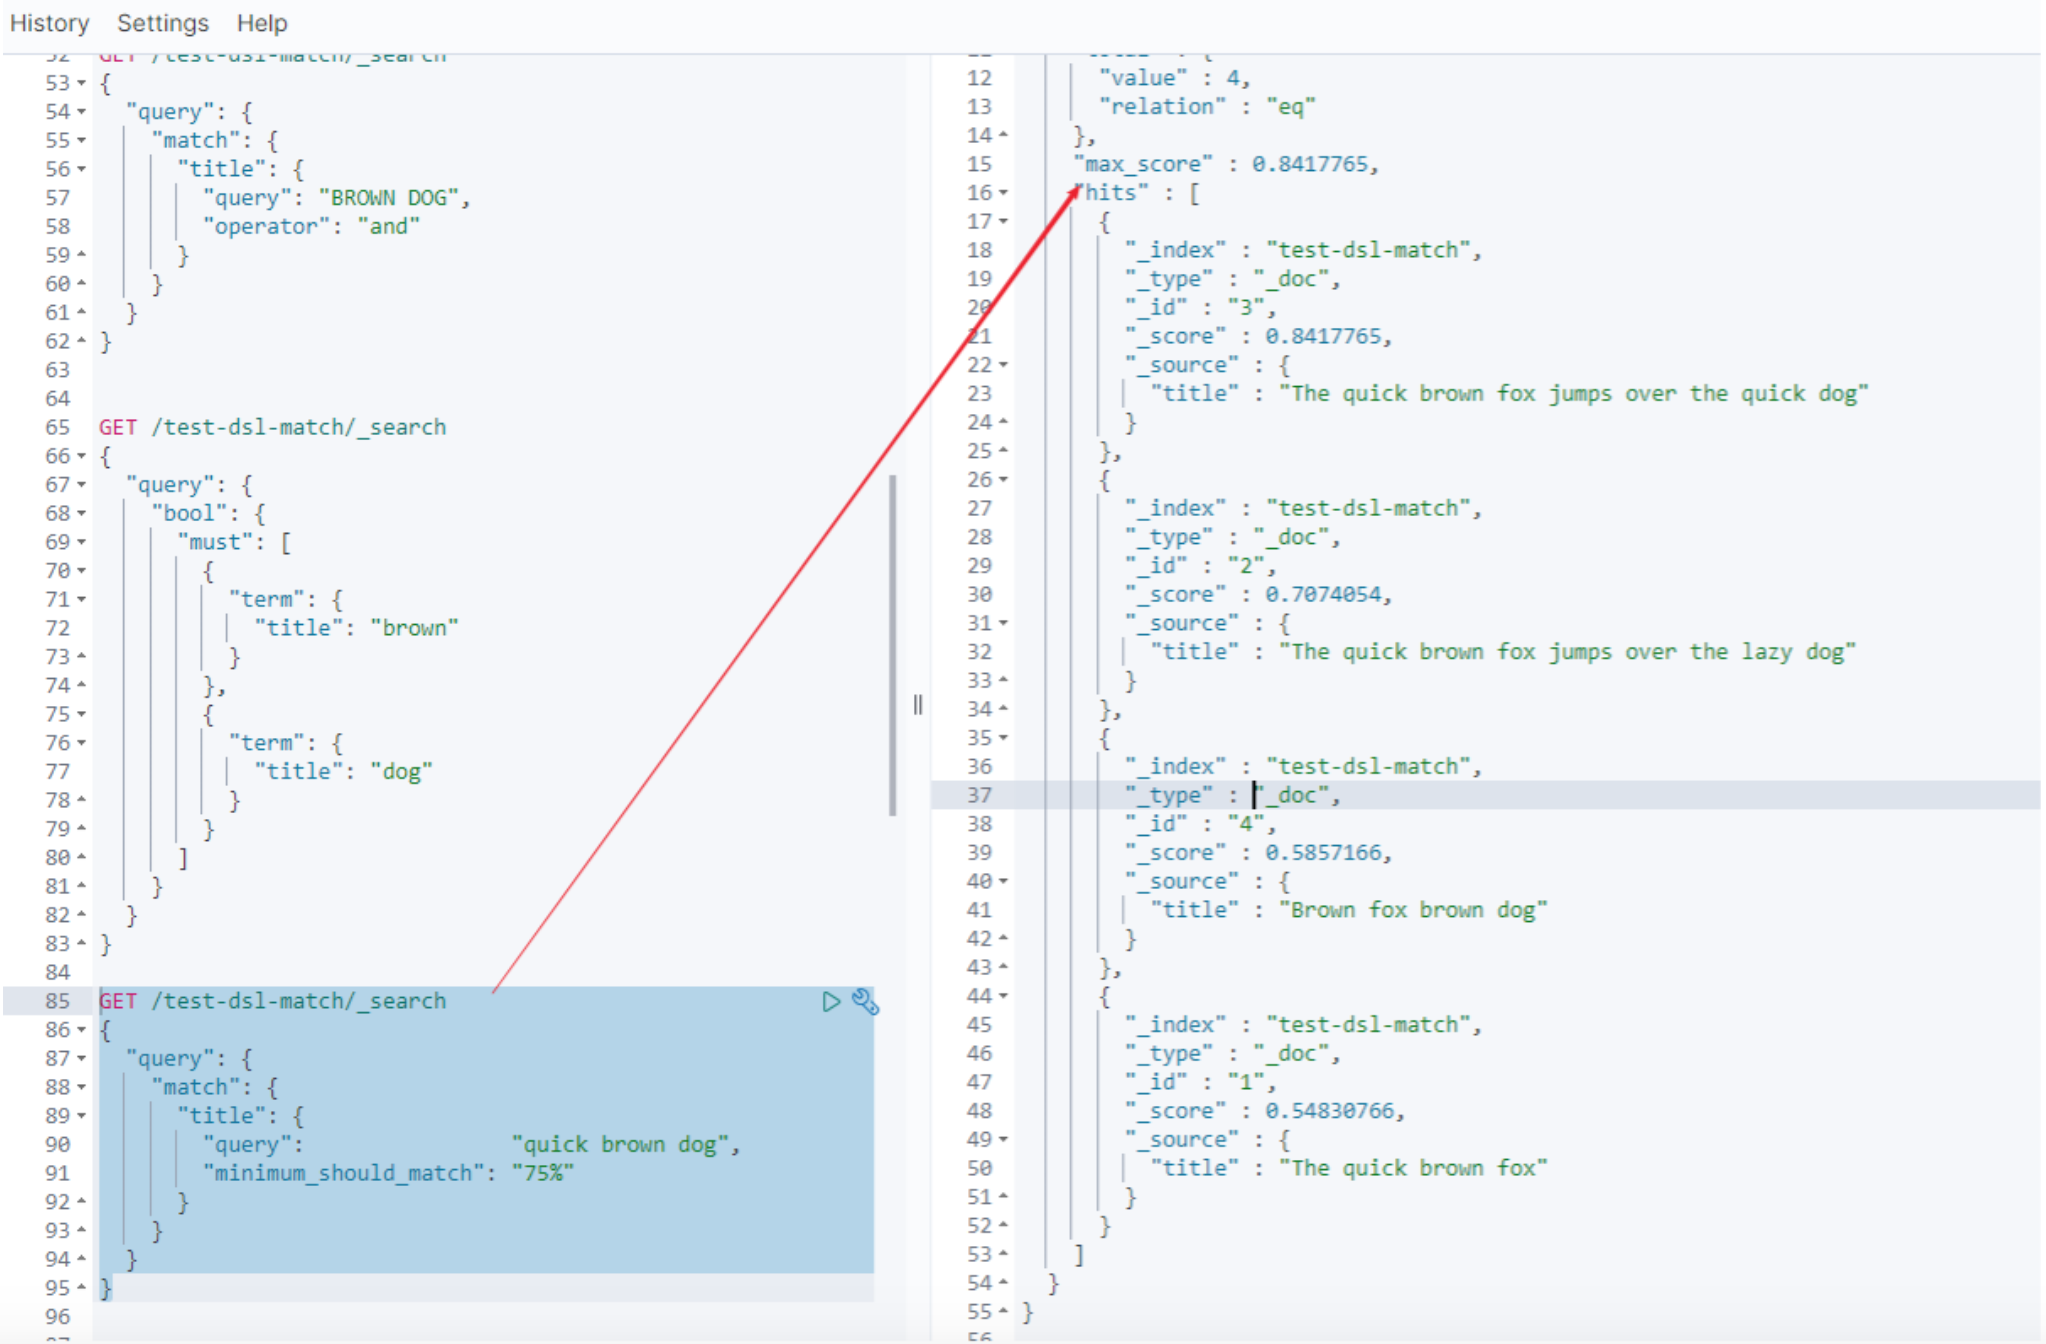 History Settings Help
52 GET /test-dsl-match/_search
53 {
54 "query": {
55 "match": {
56 "title": {
57 "query": "BROWN DOG",
58 "operator": "and"
59 }
60 }
61 }
62 }
63
64
65 GET /test-dsl-match/_search
66 {
67 "query": {
68 "bool": {
69 "must": [
70 {
71 "term": {
72 "title": "brown"
73 }
74 },
75 {
76 "term": {
77 "title": "dog"
78 }
79 }
80 ]
81 }
82 }
83 }
84
85 GET /test-dsl-match/_search
86 {
87 "query": {
88 "match": {
89 "title": {
90 "query": "quick brown dog",
91 "minimum_should_match": "75%"
92 }
93 }
94 }
95 }
96
12 "value" : 4,
13 "relation" : "eq"
14 },
15 "max_score" : 0.8417765,
16 "hits" : [
17 {
18 "_index" : "test-dsl-match",
19 "_type" : "_doc",
20 "_id" : "3",
21 "_score" : 0.8417765,
22 "_source" : {
23 "title" : "The quick brown fox jumps over the quick dog"
24 }
25 },
26 {
27 "_index" : "test-dsl-match",
28 "_type" : "_doc",
29 "_id" : "2",
30 "_score" : 0.7074054,
31 "_source" : {
32 "title" : "The quick brown fox jumps over the lazy dog"
33 }
34 },
35 {
36 "_index" : "test-dsl-match",
37 "_type" : "_doc",
38 "_id" : "4",
39 "_score" : 0.5857166,
40 "_source" : {
41 "title" : "Brown fox brown dog"
42 }
43 },
44 {
45 "_index" : "test-dsl-match",
46 "_type" : "_doc",
47 "_id" : "1",
48 "_score" : 0.54830766,
49 "_source" : {
50 "title" : "The quick brown fox"
51 }
52 }
53 ]
54 }
55 }